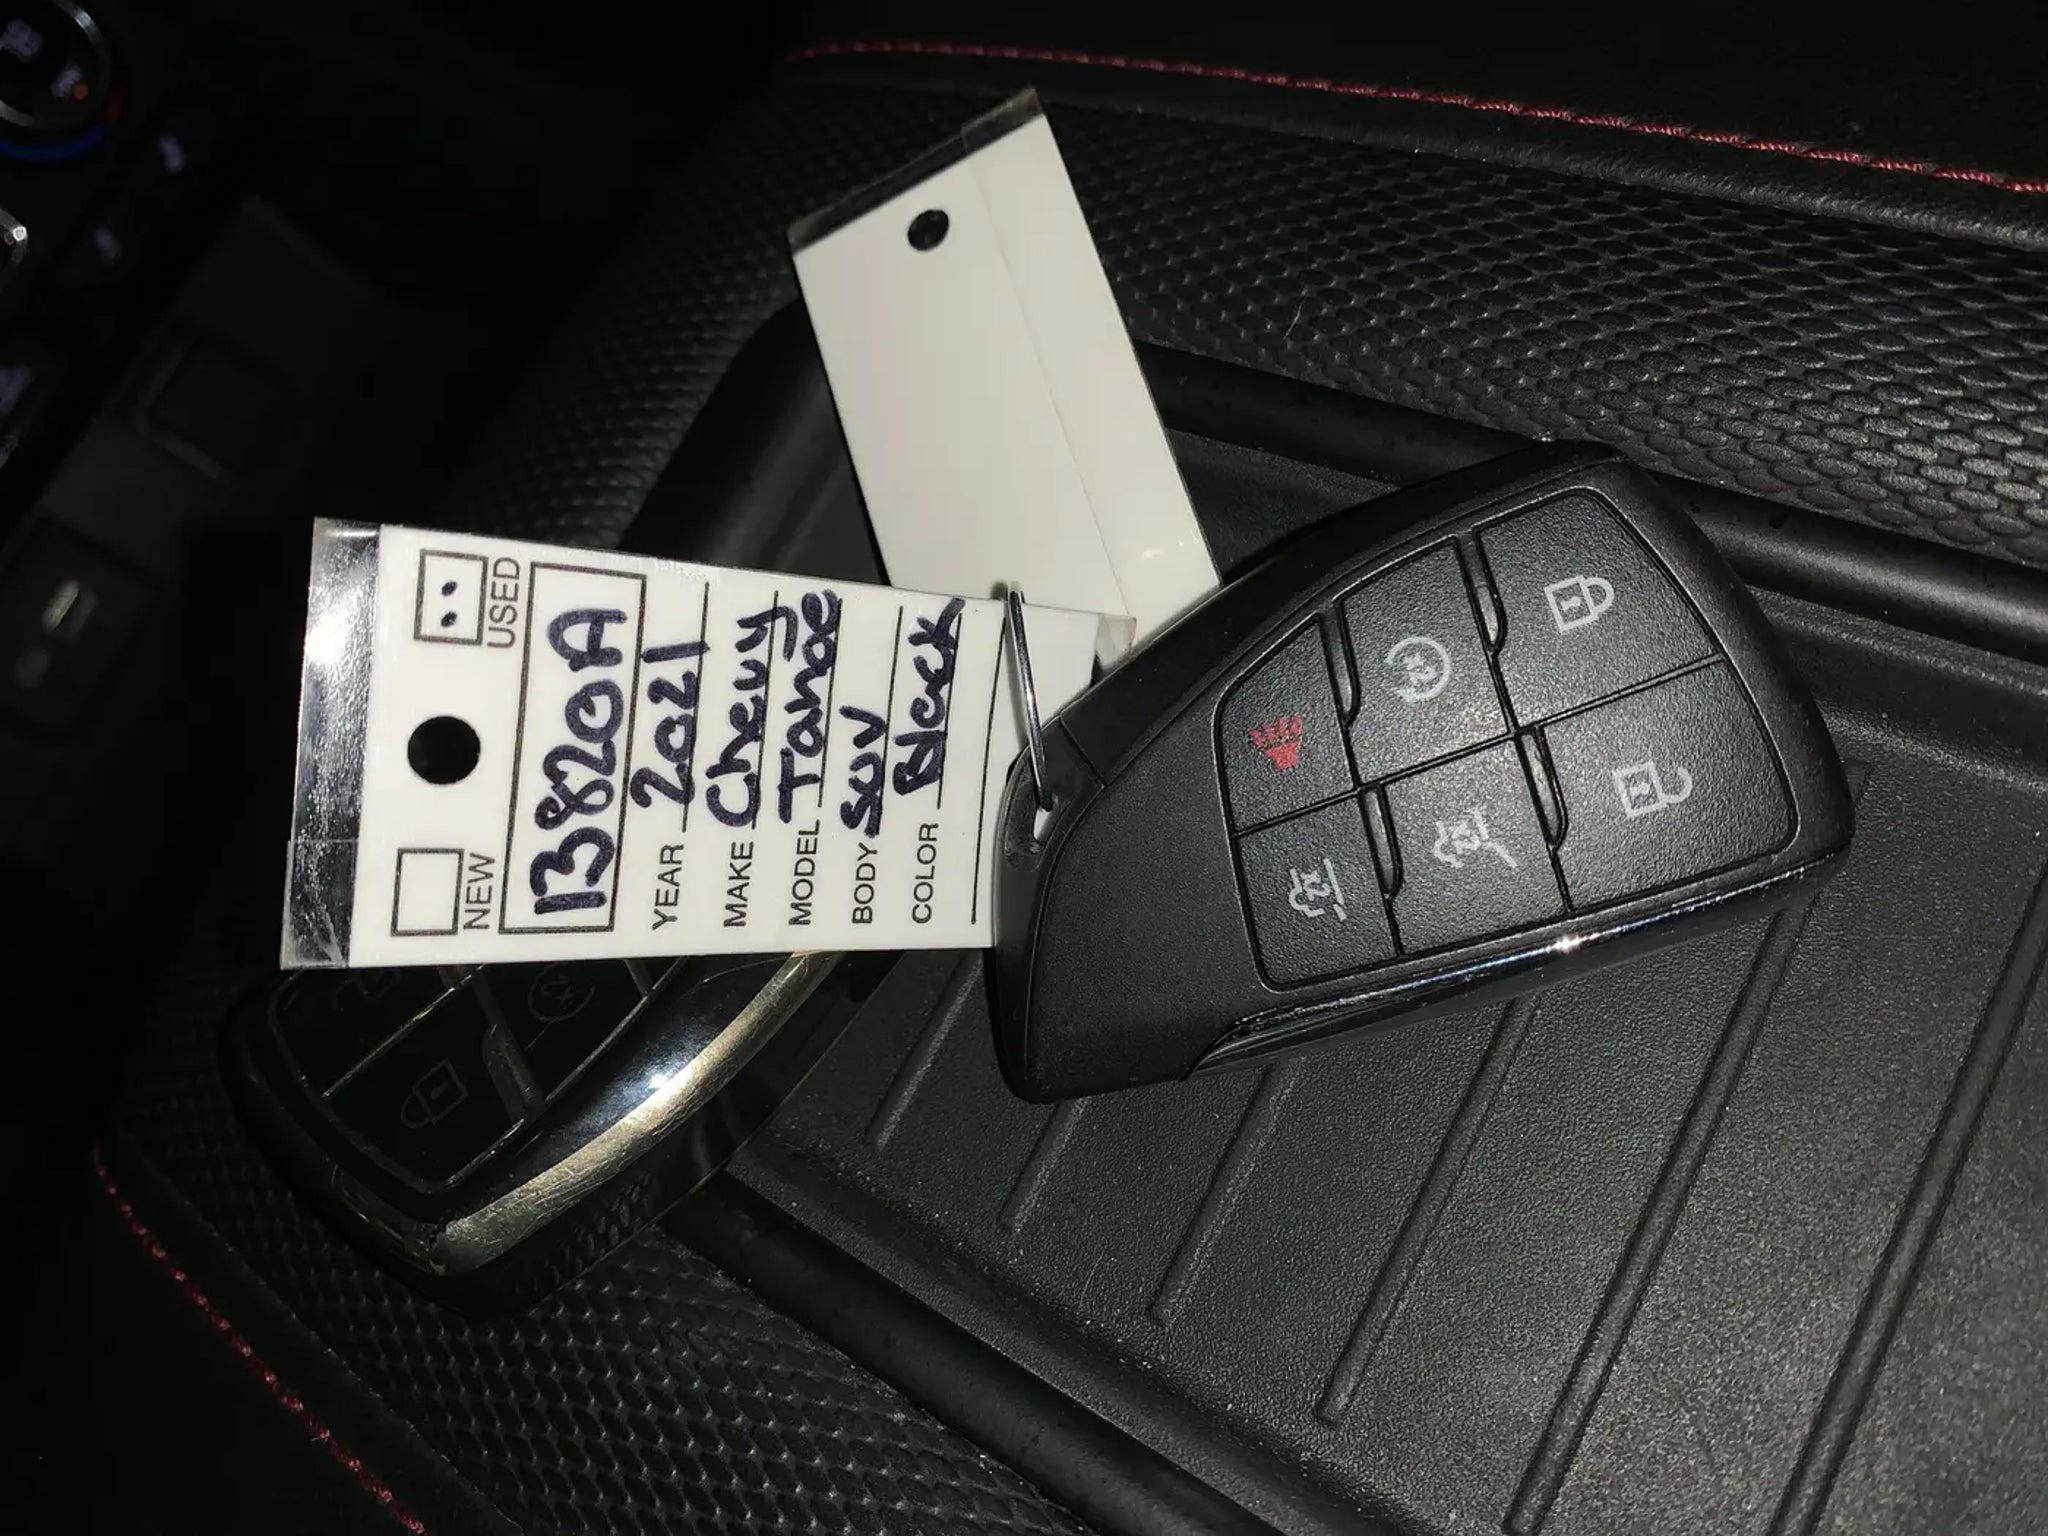 NEW USED
13820A
YEAR 2021
MAKE Chevy
MODEL Tahoe
BODY SUV
COLOR Black